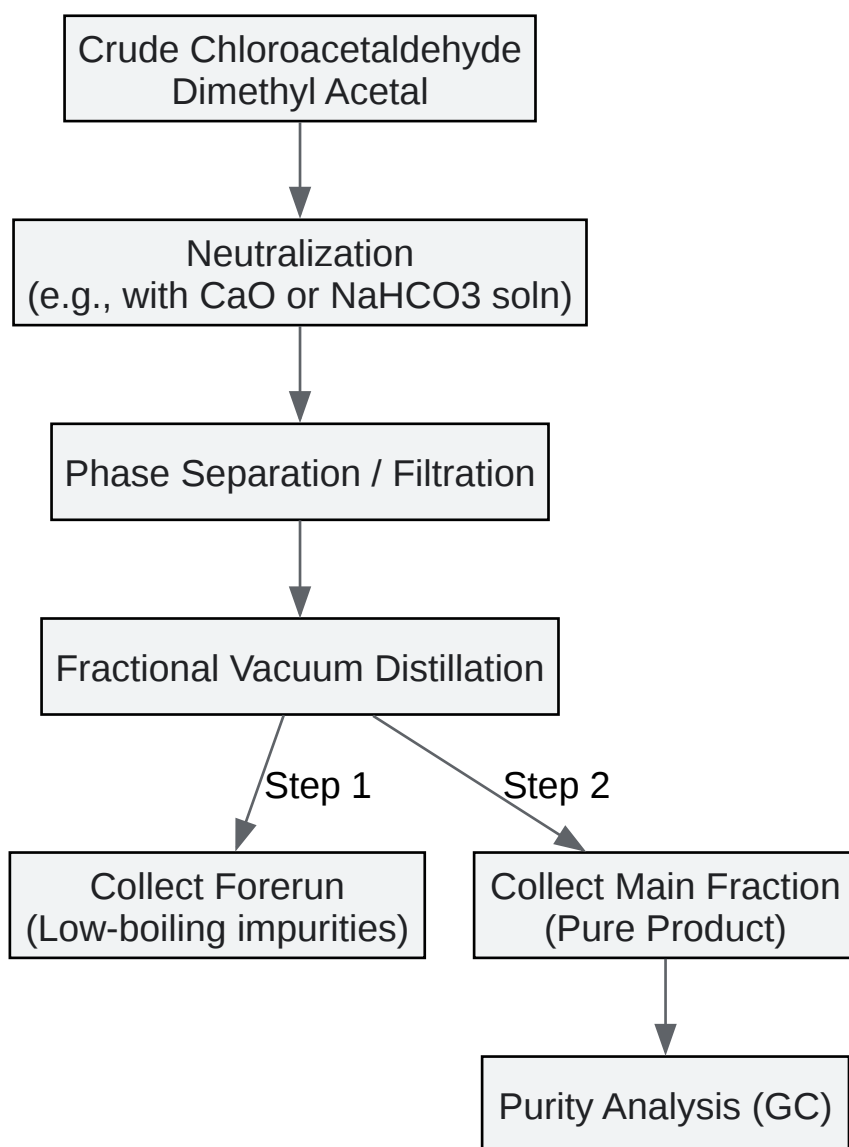 Crude Chloroacetaldehyde
Dimethyl Acetal
Neutralization
(e.g., with CaO or NaHCO3 soln)
Phase Separation / Filtration
Fractional Vacuum Distillation
Step 1
Step 2
Collect Forerun
(Low-boiling impurities)
Collect Main Fraction
(Pure Product)
Purity Analysis (GC)